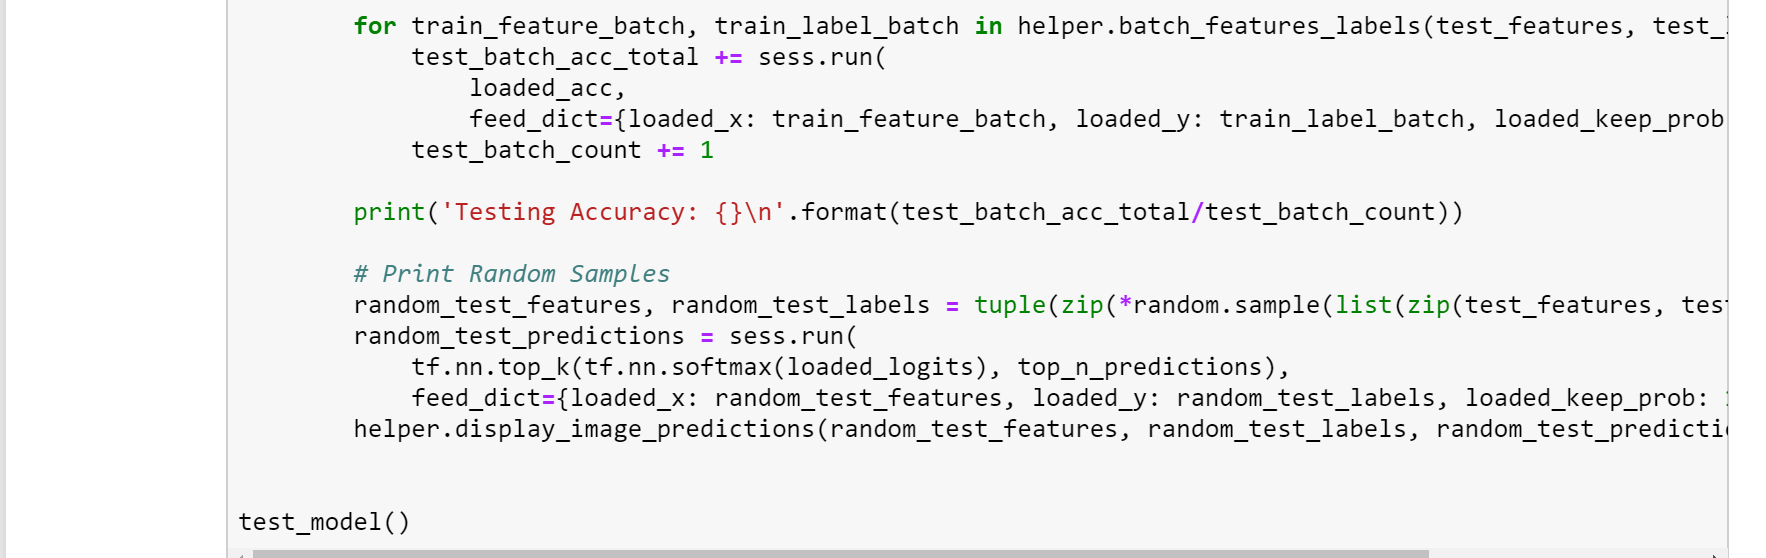 for train_feature_batch, train_label_batch in helper.batch_features_labels(test_features, test_
test_batch_acc_total += sess.run(
loaded_acc,
feed_dict={loaded_x: train_feature_batch, loaded_y: train_label_batch, loaded_keep_prob
test_batch_count += 1
print('Testing Accuracy: {}\n'.format(test_batch_acc_total/test_batch_count))
# Print Random Samples
random_test_features, random_test_labels = tuple(zip(*random.sample(list(zip(test_features, tes
random_test_predictions = sess.run(
tf.nn.top_k(tf.nn.softmax(loaded_logits), top_n_predictions),
feed_dict={loaded_x: random_test_features, loaded_y: random_test_labels, loaded_keep_prob:
helper.display_image_predictions(random_test_features, random_test_labels, random_test_predicti
test_model()